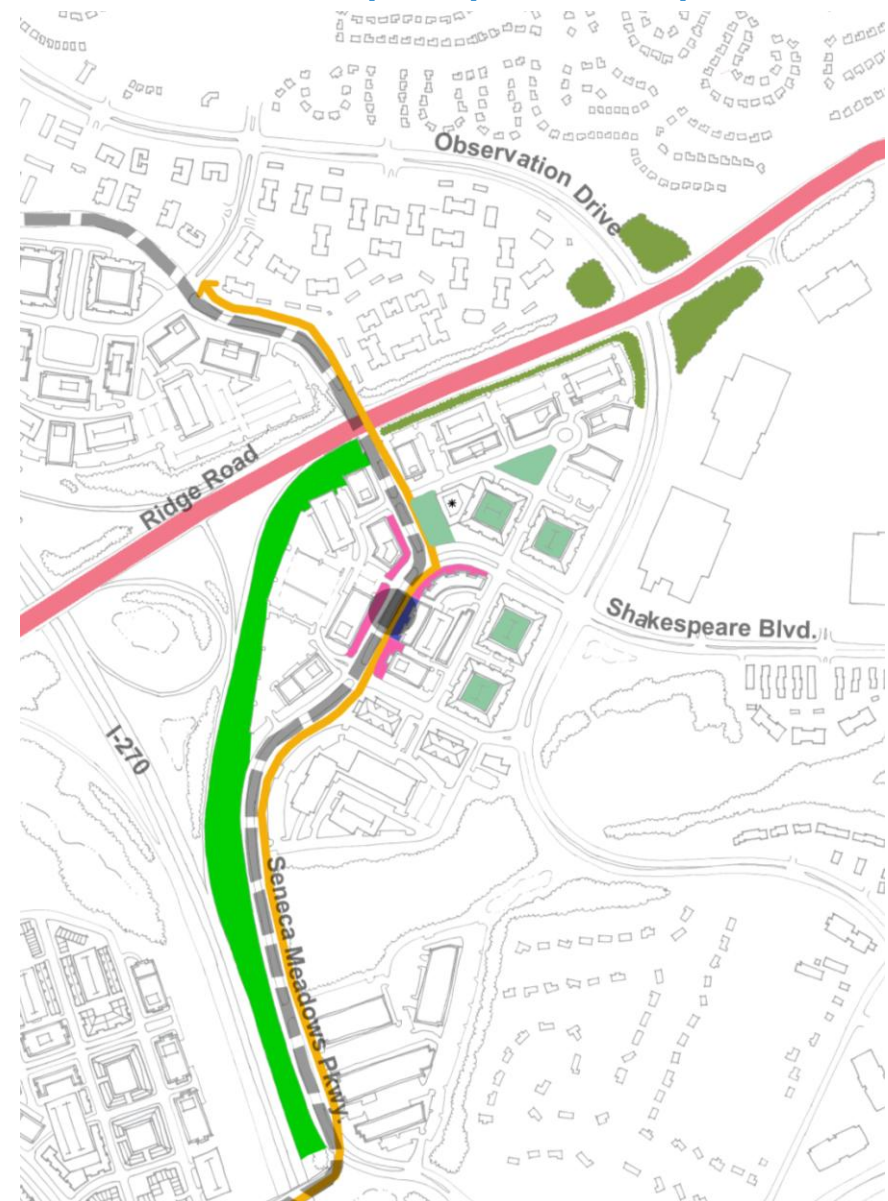 Observation Drive
Ridge Road
Shakespeare Blvd.
I-270
Seneca Meadows Pkwy.